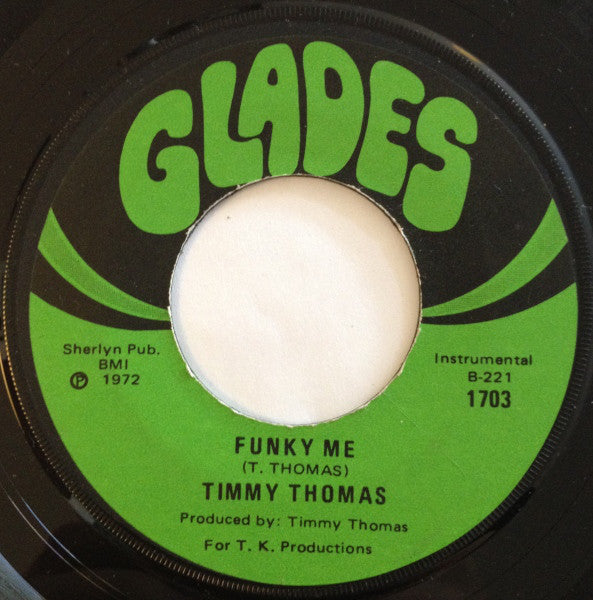 GLADES
Sherlyn Pub.
BMI
℗ 1972
Instrumental
B-221
1703
FUNKY ME
(T. THOMAS)
TIMMY THOMAS
Produced by: Timmy Thomas
For T. K. Productions